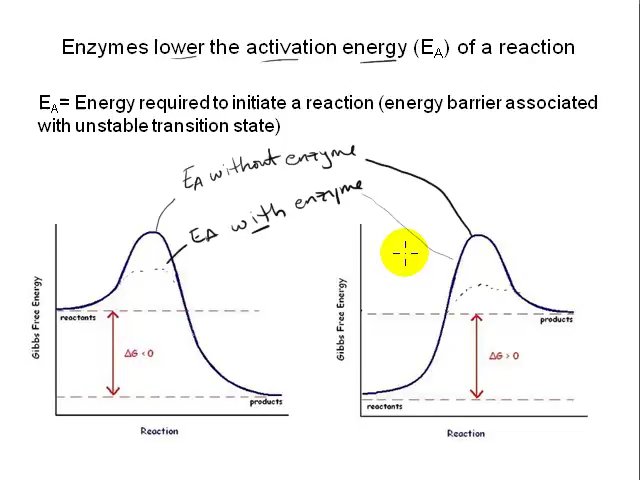 Enzymes lower the activation energy (EA) of a reaction
EA= Energy required to initiate a reaction (energy barrier associated
with unstable transition state)
EA without enzyme
EA with enzyme
Gibbs Free Energy
reactants
ΔG < 0
products
Reaction
Gibbs Free Energy
products
ΔG > 0
reactants
Reaction